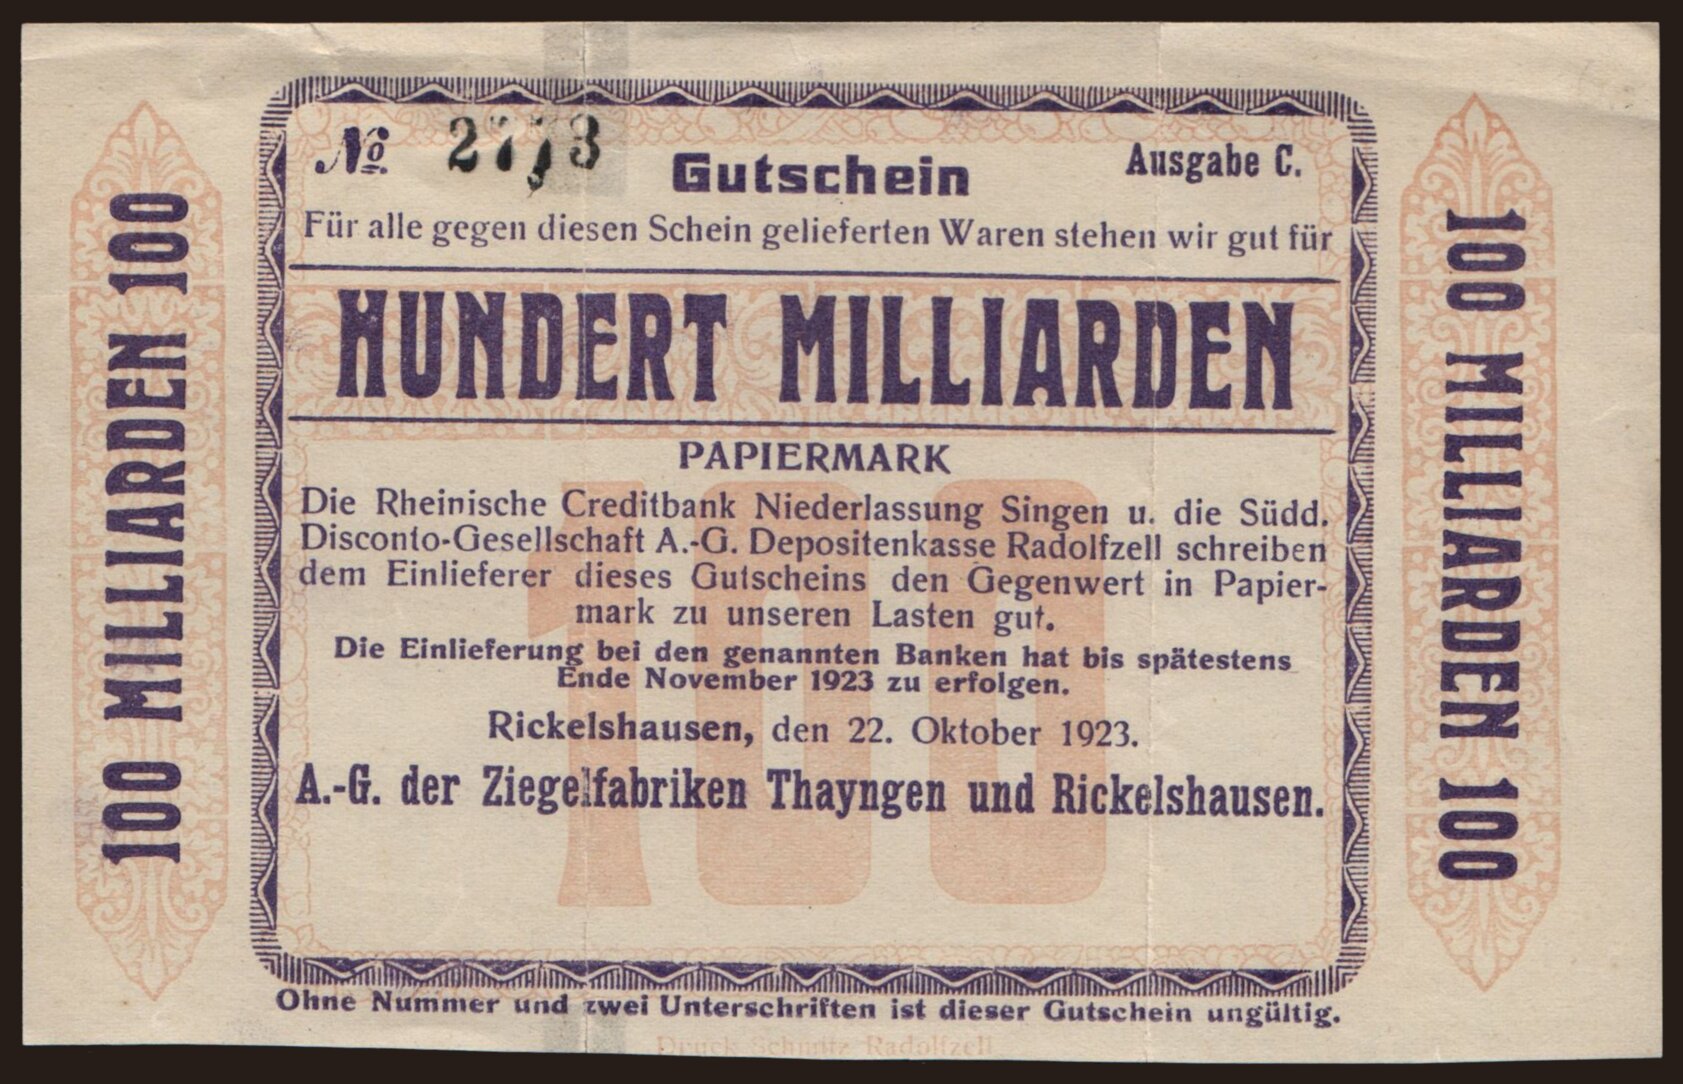 No. 2773
Gutschein
Ausgabe C.
Für alle gegen diesen Schein gelieferten Waren stehen wir gut für
HUNDERT MILLIARDEN
PAPIERMARK
Die Rheinische Creditbank Niederlassung Singen u. die Südd.
Disconto-Gesellschaft A.-G. Depositenkasse Radolfzell schreiben
dem Einlieferer dieses Gutscheins den Gegenwert in Papier-
mark zu unseren Lasten gut.
Die Einlieferung bei den genannten Banken hat bis spätestens
Ende November 1923 zu erfolgen.
Rickelshausen, den 22. Oktober 1923.
A.-G. der Ziegelfabriken Thayngen und Rickelshausen.
100
Ohne Nummer und zwei Unterschriften ist dieser Gutschein ungültig.
Druck Schmitz Radolfzell
100 MILLIARDEN 100
100 MILLIARDEN 100